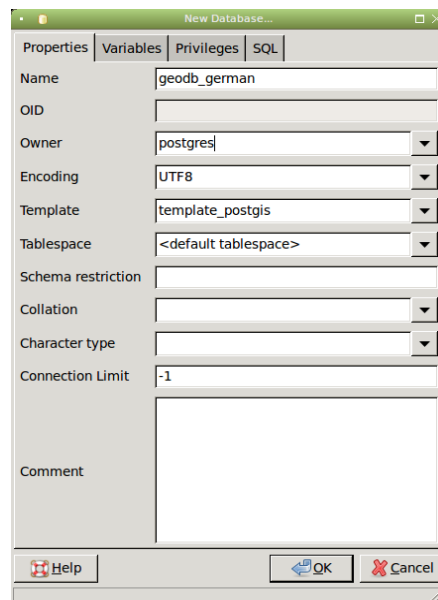 New Database...
Properties Variables Privileges SQL
Name geodb_german
OID
Owner postgres
Encoding UTF8
Template template_postgis
Tablespace <default tablespace>
Schema restriction
Collation
Character type
Connection Limit -1
Comment
Help OK Cancel